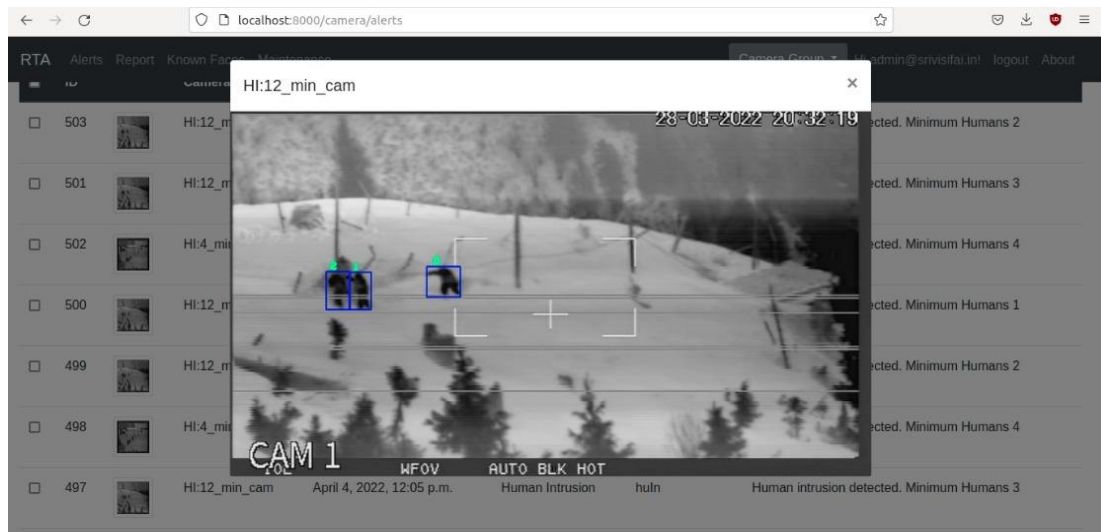 localhost:8000/camera/alerts
RTA Alerts Report Known Faces Maintenance Camera Group Hi admin@srivisifai.in! logout About
ID Camera
HI:12_min_cam ×
28-03-2022 20:32:19
503 HI:12_m ected. Minimum Humans 2
501 HI:12_m ected. Minimum Humans 3
502 HI:4_mi ected. Minimum Humans 4
500 HI:12_m ected. Minimum Humans 1
499 HI:12_m ected. Minimum Humans 2
498 HI:4_mi ected. Minimum Humans 4
CAM 1
WFOV AUTO BLK HOT
497 HI:12_min_cam April 4, 2022, 12:05 p.m. Human Intrusion huIn Human intrusion detected. Minimum Humans 3